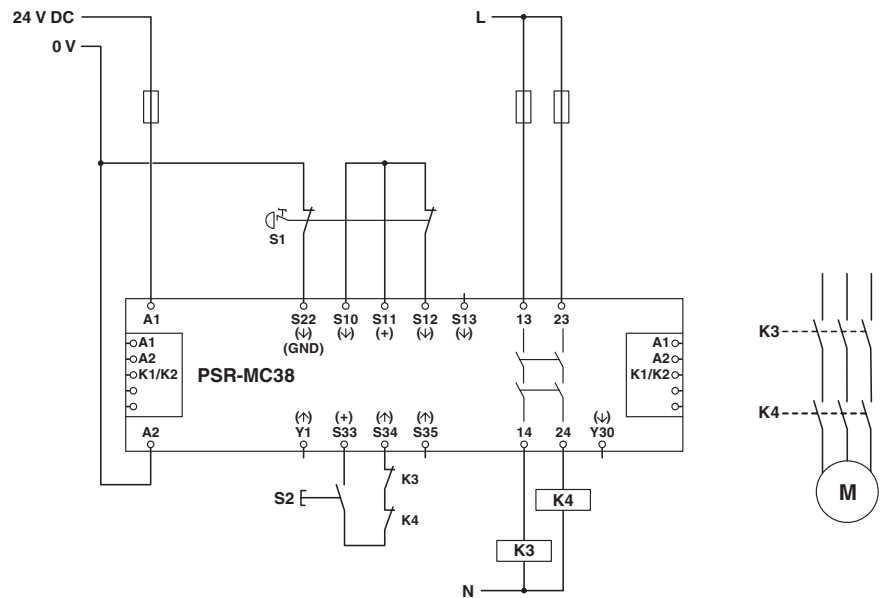 24 V DC
0 V
L
S1
A1 S22 S10 S11 S12 S13 13 23
(↓) (↓) (+) (↓) (↓)
(GND)
A1
A2
K1/K2
PSR-MC38
A1
A2
K1/K2
(↑) (+) (↑) (↑) (↓)
A2 Y1 S33 S34 S35 14 24 Y30
S2
K3
K4
K4
K3
N
K3
K4
M